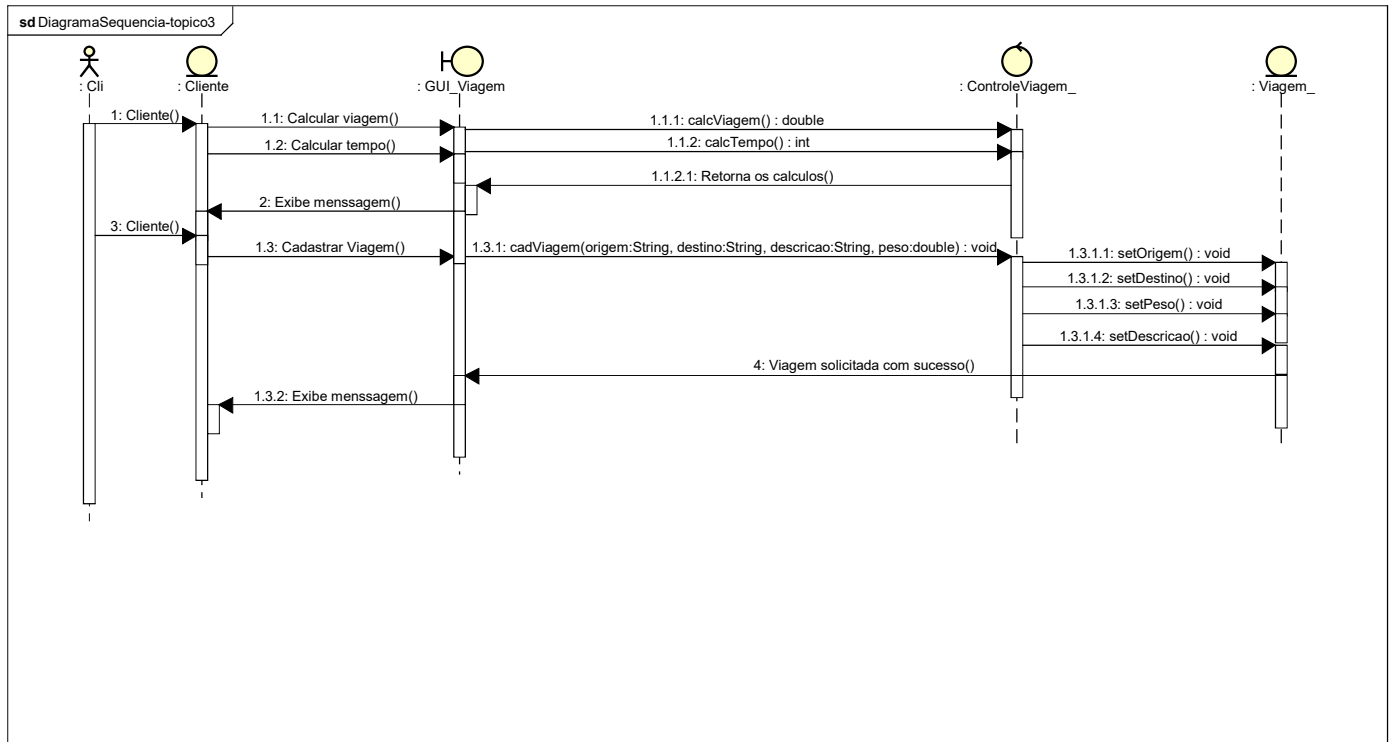 sd DiagramaSequencia-topico3
: Cli
: Cliente
: GUI_Viagem
: ControleViagem_
: Viagem_
1: Cliente()
1.1: Calcular viagem()
1.1.1: calcViagem() : double
1.2: Calcular tempo()
1.1.2: calcTempo() : int
1.1.2.1: Retorna os calculos()
2: Exibe menssagem()
3: Cliente()
1.3: Cadastrar Viagem()
1.3.1: cadViagem(origem:String, destino:String, descricao:String, peso:double) : void
1.3.1.1: setOrigem() : void
1.3.1.2: setDestino() : void
1.3.1.3: setPeso() : void
1.3.1.4: setDescricao() : void
4: Viagem solicitada com sucesso()
1.3.2: Exibe menssagem()